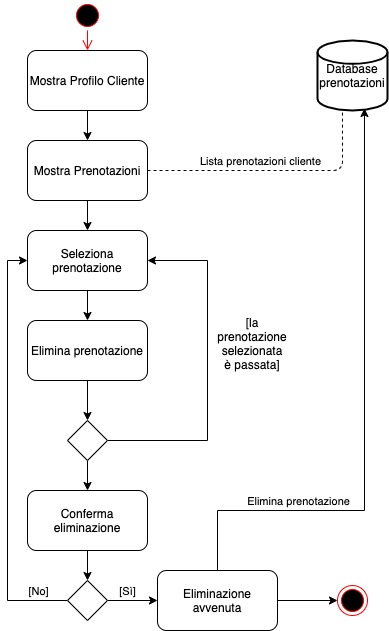 Mostra Profilo Cliente
Database
prenotazioni
Mostra Prenotazioni
Lista prenotazioni cliente
Seleziona
prenotazione
[la
prenotazione
selezionata
è passata]
Elimina prenotazione
Conferma
eliminazione
Elimina prenotazione
[No]
[Sì]
Eliminazione
avvenuta